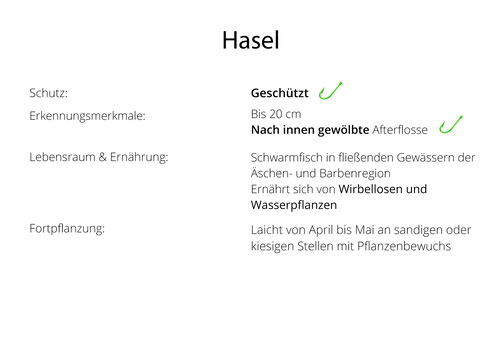 Hasel
Schutz:
Geschützt
Erkennungsmerkmale:
Bis 20 cm
Nach innen gewölbte Afterflosse
Lebensraum & Ernährung:
Schwarmfisch in fließenden Gewässern der
Äschen- und Barbenregion
Ernährt sich von Wirbellosen und
Wasserpflanzen
Fortpflanzung:
Laicht von April bis Mai an sandigen oder
kiesigen Stellen mit Pflanzenbewuchs